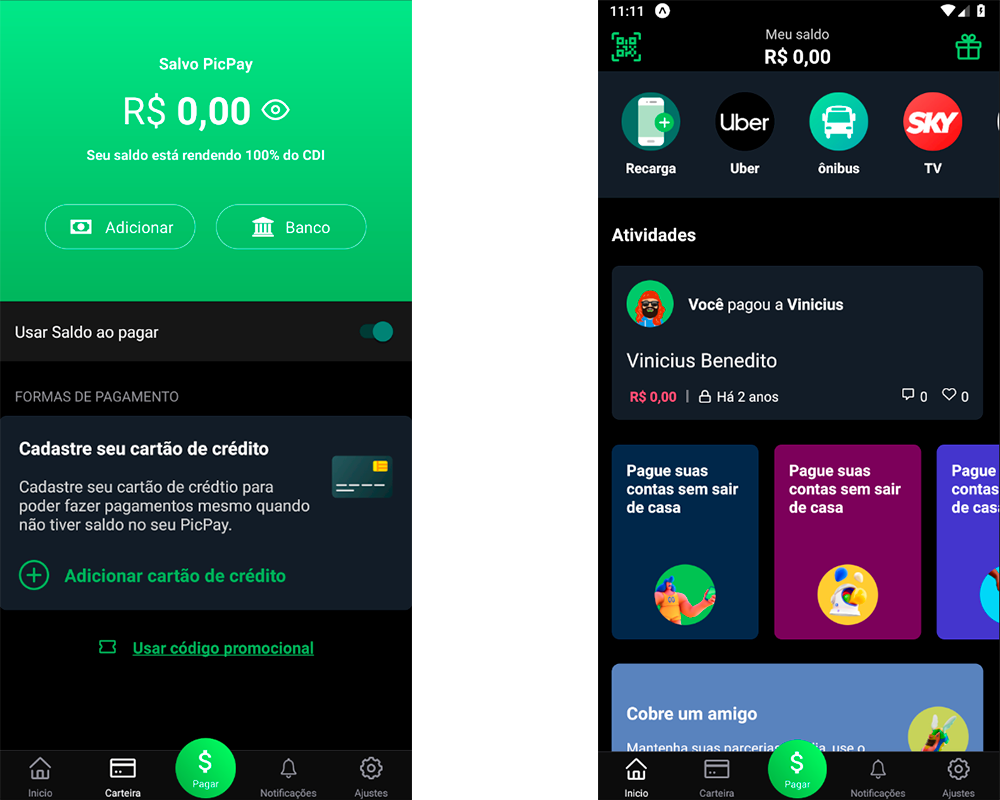 Salvo PicPay
R$ 0,00
Seu saldo está rendendo 100% do CDI
Adicionar
Banco
Usar Saldo ao pagar
FORMAS DE PAGAMENTO
Cadastre seu cartão de crédito
Cadastre seu cartão de crédtio para
poder fazer pagamentos mesmo quando
não tiver saldo no seu PicPay.
Adicionar cartão de crédito
Usar código promocional
$
Inicio
Carteira
Pagar
Notificações
Ajustes
11:11
Meu saldo
R$ 0,00
Uber
SKY
Recarga
Uber
ônibus
TV
Atividades
Você pagou a Vinicius
Vinicius Benedito
R$ 0,00 | Há 2 anos
0
0
Pague suas
contas sem sair
de casa
Pague suas
contas sem sair
de casa
Pague
contas
de cas
Cobre um amigo
Mantenha suas parcerias
use o
$
Inicio
Carteira
Pagar
Notificações
Ajustes